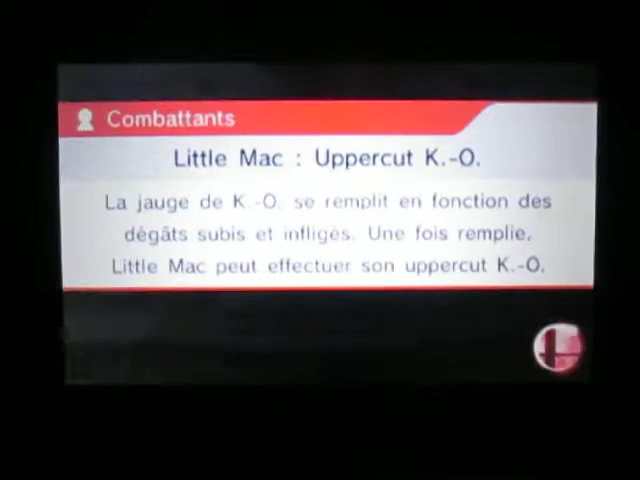 Combattants
Little Mac : Uppercut K.-O.
La jauge de K.-O. se remplit en fonction des
dégâts subis et infligés. Une fois remplie,
Little Mac peut effectuer son uppercut K.-O.